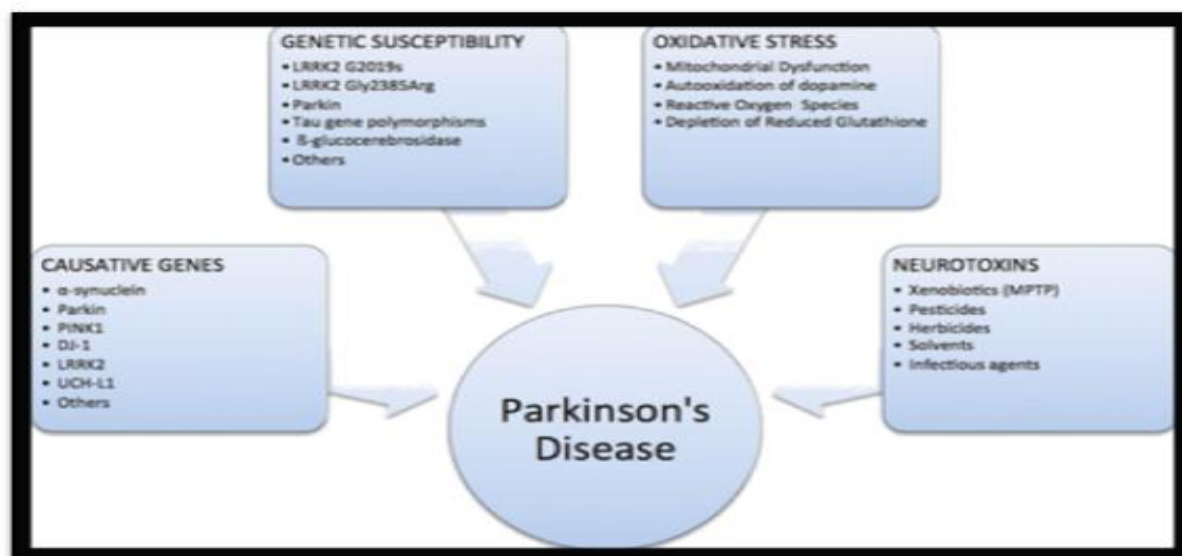 GENETIC SUSCEPTIBILITY
• LRRK2 G2019s
• LRRK2 Gly2385Arg
• Parkin
• Tau gene polymorphisms
• ß-glucocerebrosidase
• Others
OXIDATIVE STRESS
• Mitochondrial Dysfunction
• Autooxidation of dopamine
• Reactive Oxygen Species
• Depletion of Reduced Glutathione
CAUSATIVE GENES
• α-synuclein
• Parkin
• PINK1
• DJ-1
• LRRK2
• UCH-L1
• Others
NEUROTOXINS
• Xenobiotics (MPTP)
• Pesticides
• Herbicides
• Solvents
• Infectious agents
Parkinson's
Disease